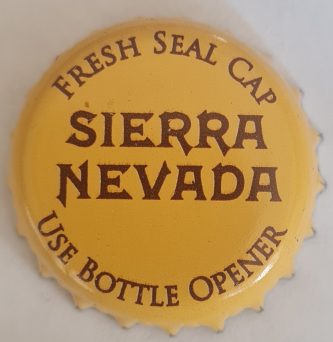 FRESH SEAL CAP
SIERRA
NEVADA
USE BOTTLE OPENER